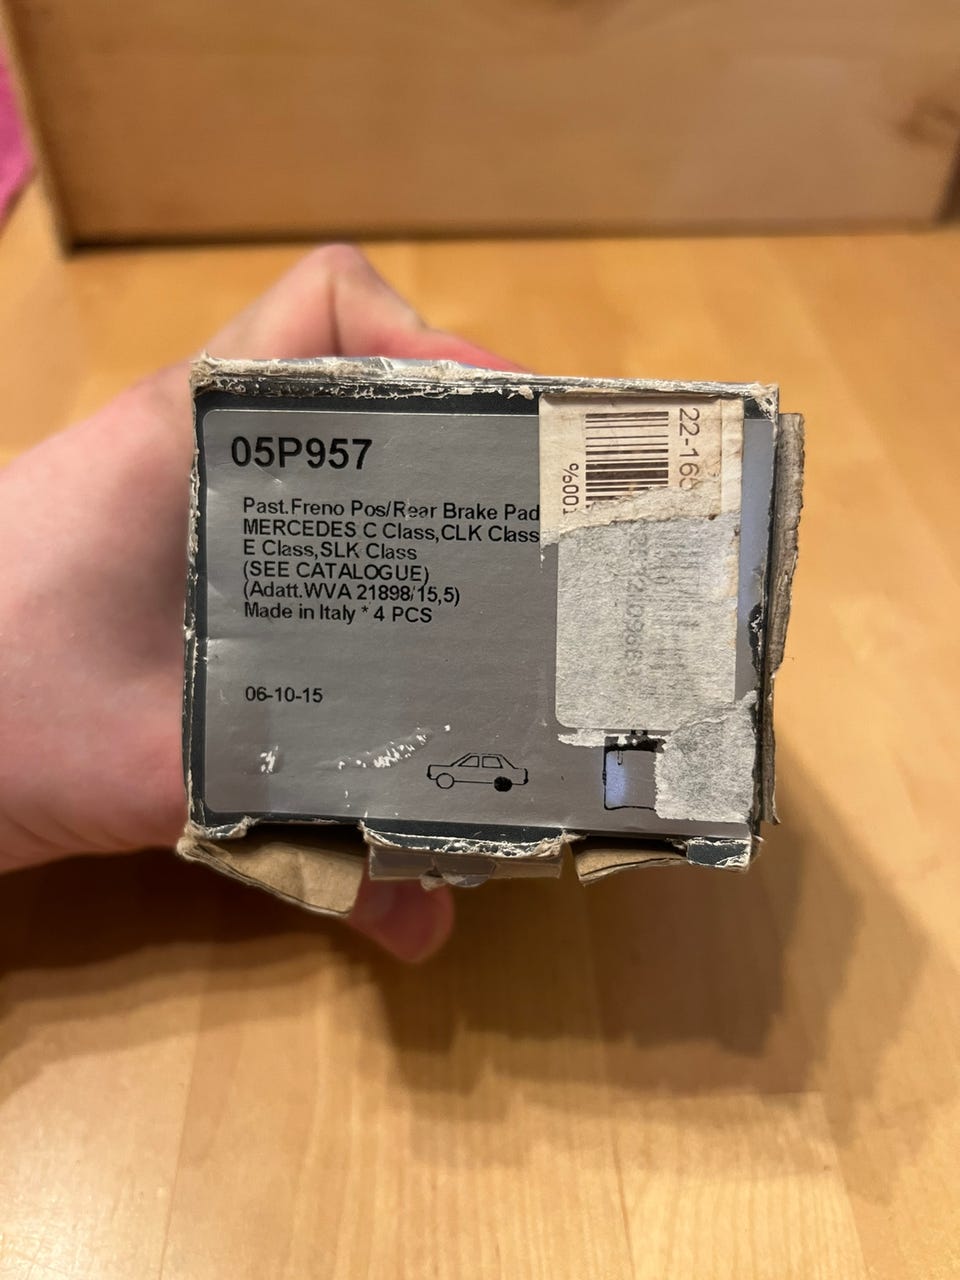 05P957
Past.Freno Pos/Rear Brake Pad
MERCEDES C Class,CLK Class
E Class,SLK Class
(SEE CATALOGUE)
(Adatt.WVA 21898/15,5)
Made in Italy * 4 PCS
06-10-15
100%